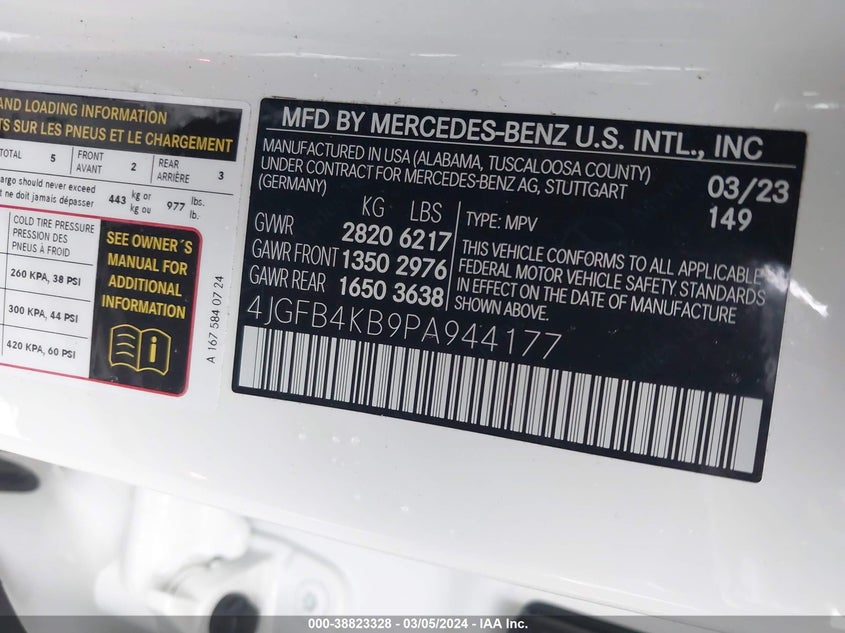 AND LOADING INFORMATION
TS SUR LES PNEUS ET LE CHARGEMENT
TOTAL 5 FRONT AVANT 2 REAR ARRIÈRE 3
argo should never exceed
nt ne doit jamais dépasser 443 kg or kg ou 977 lbs. lb.
COLD TIRE PRESSURE
PRESSION DES
PNEUS À FROID
260 KPA, 38 PSI
300 KPA, 44 PSI
420 KPA, 60 PSI
SEE OWNER´S
MANUAL FOR
ADDITIONAL
INFORMATION
A 167 584 07 24
MFD BY MERCEDES-BENZ U.S. INTL., INC
MANUFACTURED IN USA (ALABAMA, TUSCALOOSA COUNTY)
UNDER CONTRACT FOR MERCEDES-BENZ AG, STUTTGART
(GERMANY)
03/23
149
KG LBS
GVWR 2820 6217
GAWR FRONT 1350 2976
GAWR REAR 1650 3638
TYPE: MPV
THIS VEHICLE CONFORMS TO ALL APPLICABLE
FEDERAL MOTOR VEHICLE SAFETY STANDARDS
IN EFFECT ON THE DATE OF MANUFACTURE
SHOWN ABOVE.
4JGFB4KB9PA944177
000-38823328 - 03/05/2024 - IAA Inc.